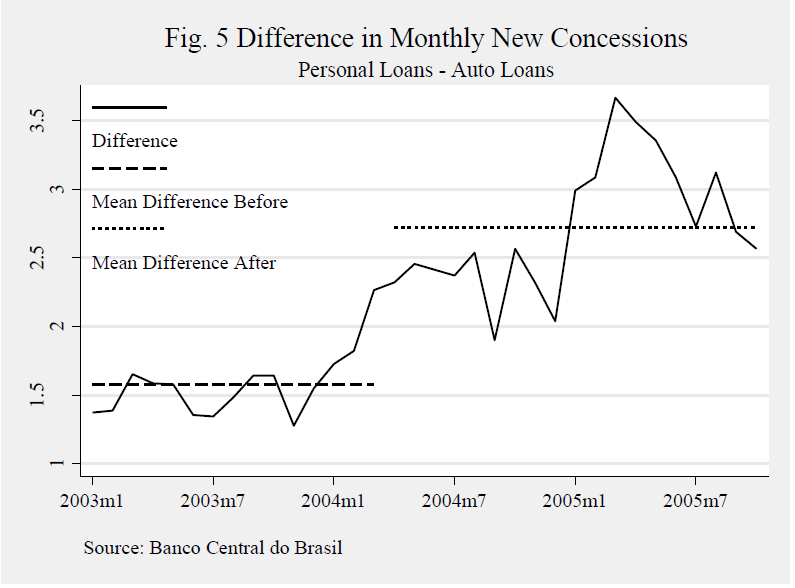 Fig. 5 Difference in Monthly New Concessions
Personal Loans - Auto Loans
Difference
Mean Difference Before
Mean Difference After
3.5
3
2.5
2
1.5
1
2003m1 2003m7 2004m1 2004m7 2005m1 2005m7
Source: Banco Central do Brasil